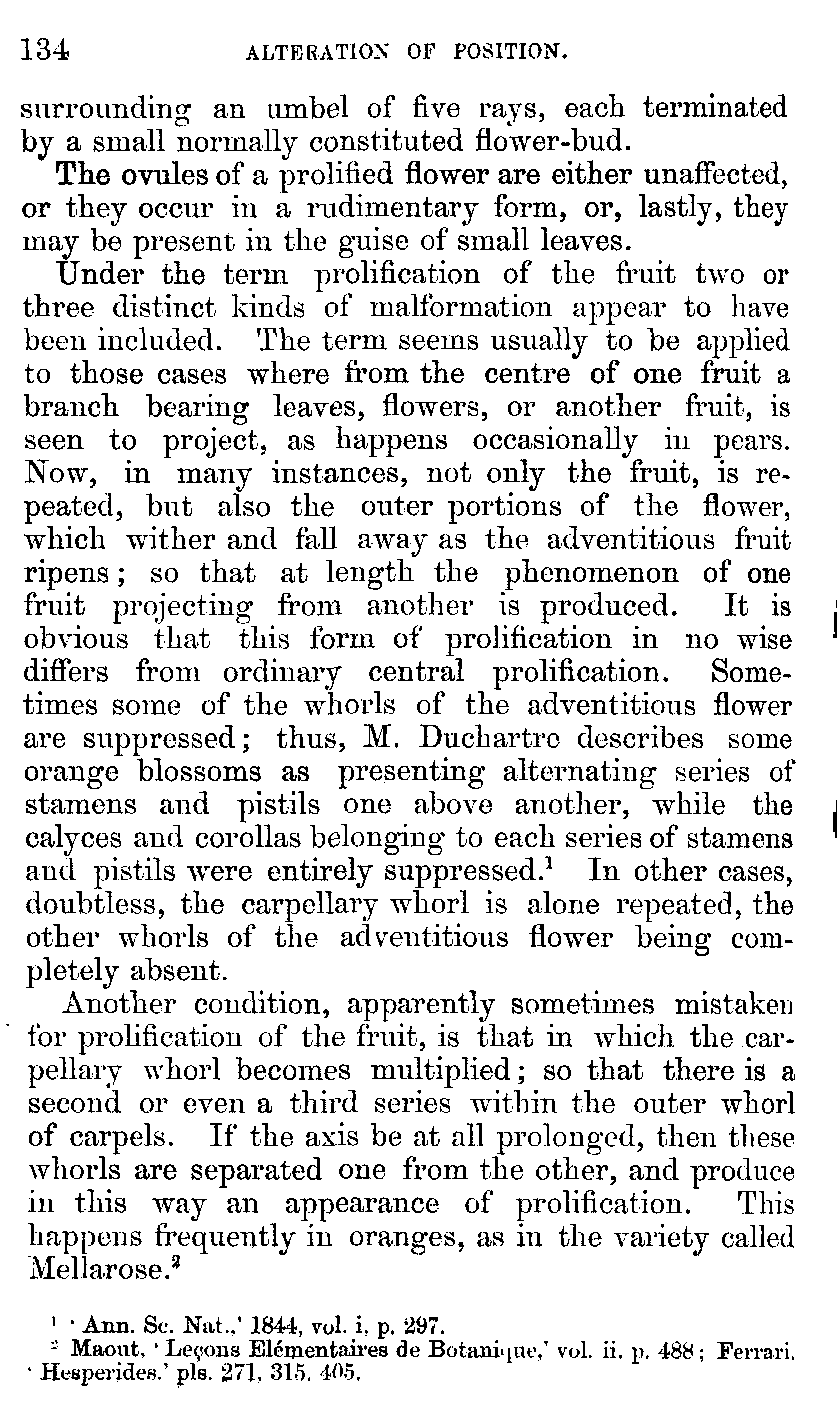 134 ALTERATION OF POSITION.
surrounding an umbel of five rays, each terminated
by a small normally constituted flower-bud.
The ovules of a prolified flower are either unaffected,
or they occur in a rudimentary form, or, lastly, they
may be present in the guise of small leaves.
Under the term prolification of the fruit two or
three distinct kinds of malformation appear to have
been included. The term seems usually to be applied
to those cases where from the centre of one fruit a
branch bearing leaves, flowers, or another fruit, is
seen to project, as happens occasionally in pears.
Now, in many instances, not only the fruit, is re-
peated, but also the outer portions of the flower,
which wither and fall away as the adventitious fruit
ripens; so that at length the phenomenon of one
fruit projecting from another is produced. It is
obvious that this form of prolification in no wise
differs from ordinary central prolification. Some-
times some of the whorls of the adventitious flower
are suppressed; thus, M. Duchartre describes some
orange blossoms as presenting alternating series of
stamens and pistils one above another, while the
calyces and corollas belonging to each series of stamens
and pistils were entirely suppressed.¹ In other cases,
doubtless, the carpellary whorl is alone repeated, the
other whorls of the adventitious flower being com-
pletely absent.
Another condition, apparently sometimes mistaken
for prolification of the fruit, is that in which the car-
pellary whorl becomes multiplied; so that there is a
second or even a third series within the outer whorl
of carpels. If the axis be at all prolonged, then these
whorls are separated one from the other, and produce
in this way an appearance of prolification. This
happens frequently in oranges, as in the variety called
Mellarose.²
¹ ' Ann. Sc. Nat.,' 1844, vol. i, p. 297.
² Maout, ' Leçons Elémentaires de Botanique,' vol. ii. p. 488; Ferrari,
' Hesperides.' pls. 271, 315, 405.